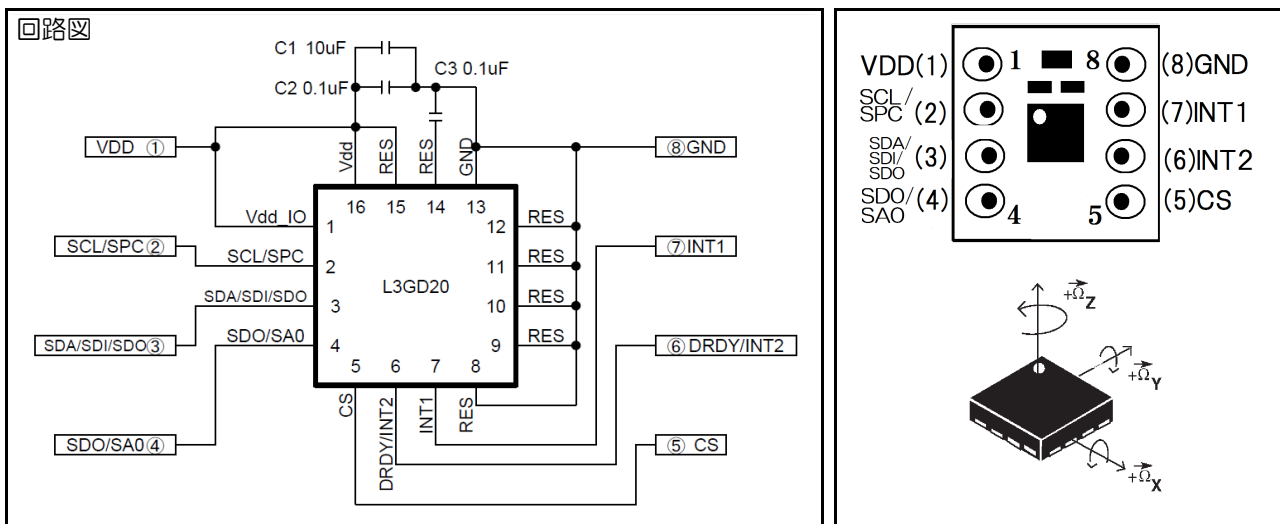 回路図
C1 10uF
C3 0.1uF
C2 0.1uF
VDD ①
Vdd
RES
RES
GND
⑧GND
16 15 14 13
Vdd_IO
1
12
RES
SCL/SPC②
SCL/SPC
2
11
RES
⑦INT1
L3GD20
SDA/SDI/SDO
3
10
RES
SDA/SDI/SDO③
SDO/SA0
4
9
RES
⑥DRDY/INT2
5 6 7 8
CS
DRDY/INT2
INT1
RES
SDO/SA0④
⑤ CS
VDD(1)
1
8
(8)GND
SCL/
SPC (2)
(7)INT1
SDA/
SDI/ (3)
SDO
(6)INT2
SDO/
SA0 (4)
4
5
(5)CS
+ΩZ
+ΩY
+ΩX